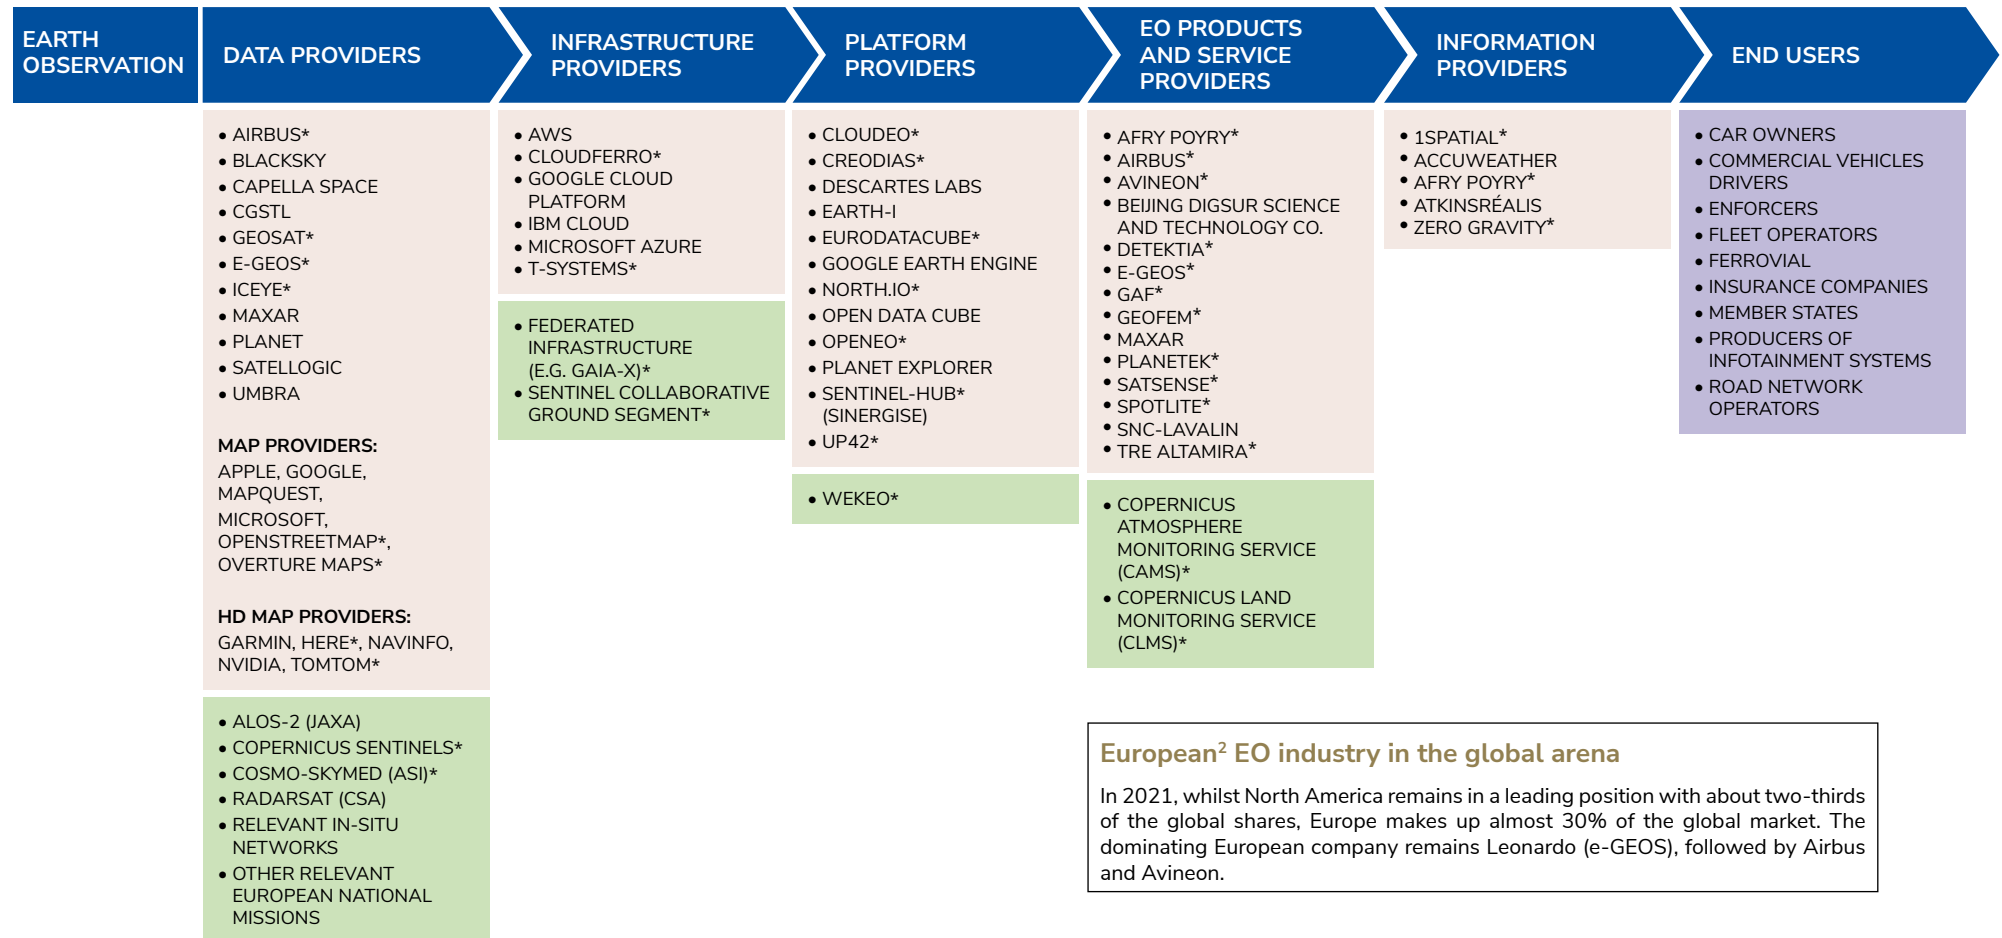 EARTH
OBSERVATION
DATA PROVIDERS
INFRASTRUCTURE
PROVIDERS
PLATFORM
PROVIDERS
EO PRODUCTS
AND SERVICE
PROVIDERS
INFORMATION
PROVIDERS
END USERS
• AIRBUS*
• BLACKSKY
• CAPELLA SPACE
• CGSTL
• GEOSAT*
• E-GEOS*
• ICEYE*
• MAXAR
• PLANET
• SATELLOGIC
• UMBRA
MAP PROVIDERS:
APPLE, GOOGLE,
MAPQUEST,
MICROSOFT,
OPENSTREETMAP*,
OVERTURE MAPS*
HD MAP PROVIDERS:
GARMIN, HERE*, NAVINFO,
NVIDIA, TOMTOM*
• ALOS-2 (JAXA)
• COPERNICUS SENTINELS*
• COSMO-SKYMED (ASI)*
• RADARSAT (CSA)
• RELEVANT IN-SITU
NETWORKS
• OTHER RELEVANT
EUROPEAN NATIONAL
MISSIONS
• AWS
• CLOUDFERRO*
• GOOGLE CLOUD
PLATFORM
• IBM CLOUD
• MICROSOFT AZURE
• T-SYSTEMS*
• FEDERATED
INFRASTRUCTURE
(E.G. GAIA-X)*
• SENTINEL COLLABORATIVE
GROUND SEGMENT*
• CLOUDEO*
• CREODIAS*
• DESCARTES LABS
• EARTH-I
• EURODATACUBE*
• GOOGLE EARTH ENGINE
• NORTH.IO*
• OPEN DATA CUBE
• OPENEO*
• PLANET EXPLORER
• SENTINEL-HUB*
(SINERGISE)
• UP42*
• WEKEO*
• AFRY POYRY*
• AIRBUS*
• AVINEON*
• BEIJING DIGSUR SCIENCE
AND TECHNOLOGY CO.
• DETEKTIA*
• E-GEOS*
• GAF*
• GEOFEM*
• MAXAR
• PLANETEK*
• SATSENSE*
• SPOTLITE*
• SNC-LAVALIN
• TRE ALTAMIRA*
• COPERNICUS
ATMOSPHERE
MONITORING SERVICE
(CAMS)*
• COPERNICUS LAND
MONITORING SERVICE
(CLMS)*
• 1SPATIAL*
• ACCUWEATHER
• AFRY POYRY*
• ATKINSRÉALIS
• ZERO GRAVITY*
• CAR OWNERS
• COMMERCIAL VEHICLES
DRIVERS
• ENFORCERS
• FLEET OPERATORS
• FERROVIAL
• INSURANCE COMPANIES
• MEMBER STATES
• PRODUCERS OF
INFOTAINMENT SYSTEMS
• ROAD NETWORK
OPERATORS
European² EO industry in the global arena
In 2021, whilst North America remains in a leading position with about two-thirds
of the global shares, Europe makes up almost 30% of the global market. The
dominating European company remains Leonardo (e-GEOS), followed by Airbus
and Avineon.